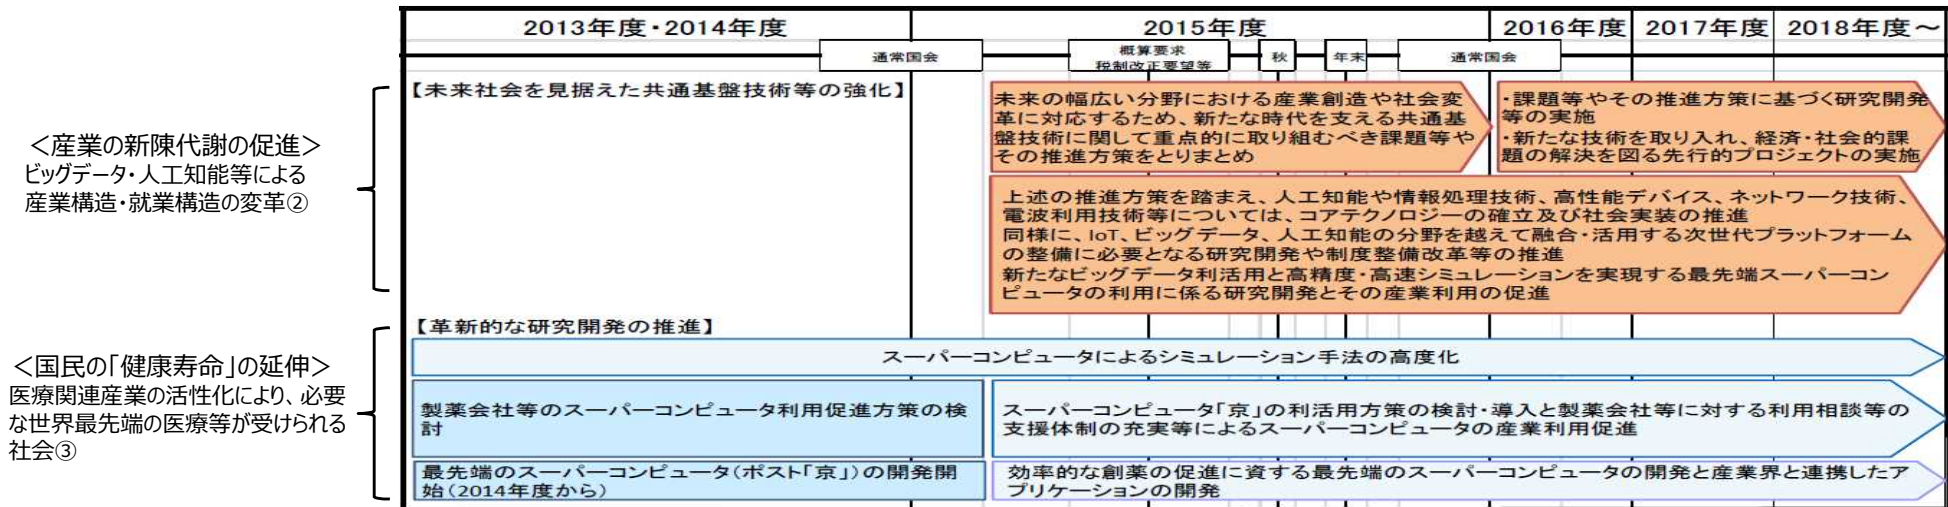 2013年度・2014年度
2015年度
2016年度
2017年度
2018年度～
通常国会
概算要求
税制改正要望等
秋
年末
通常国会
＜産業の新陳代謝の促進＞
ビッグデータ・人工知能等による
産業構造・就業構造の変革②
【未来社会を見据えた共通基盤技術等の強化】
未来の幅広い分野における産業創造や社会変
革に対応するため、新たな時代を支える共通基
盤技術に関して重点的に取り組むべき課題等や
その推進方策をとりまとめ
・課題等やその推進方策に基づく研究開発
等の実施
・新たな技術を取り入れ、経済・社会的課
題の解決を図る先行的プロジェクトの実施
上述の推進方策を踏まえ、人工知能や情報処理技術、高性能デバイス、ネットワーク技術、
電波利用技術等については、コアテクノロジーの確立及び社会実装の推進
同様に、IoT、ビッグデータ、人工知能の分野を越えて融合・活用する次世代プラットフォーム
の整備に必要となる研究開発や制度整備改革等の推進
新たなビッグデータ利活用と高精度・高速シミュレーションを実現する最先端スーパーコン
ピュータの利用に係る研究開発とその産業利用の促進
＜国民の「健康寿命」の延伸＞
医療関連産業の活性化により、必要
な世界最先端の医療等が受けられる
社会③
【革新的な研究開発の推進】
スーパーコンピュータによるシミュレーション手法の高度化
製薬会社等のスーパーコンピュータ利用促進方策の検
討
スーパーコンピュータ「京」の利活用方策の検討・導入と製薬会社等に対する利用相談等の
支援体制の充実等によるスーパーコンピュータの産業利用促進
最先端のスーパーコンピュータ（ポスト「京」）の開発開
始（2014年度から）
効率的な創薬の促進に資する最先端のスーパーコンピュータの開発と産業界と連携したア
プリケーションの開発